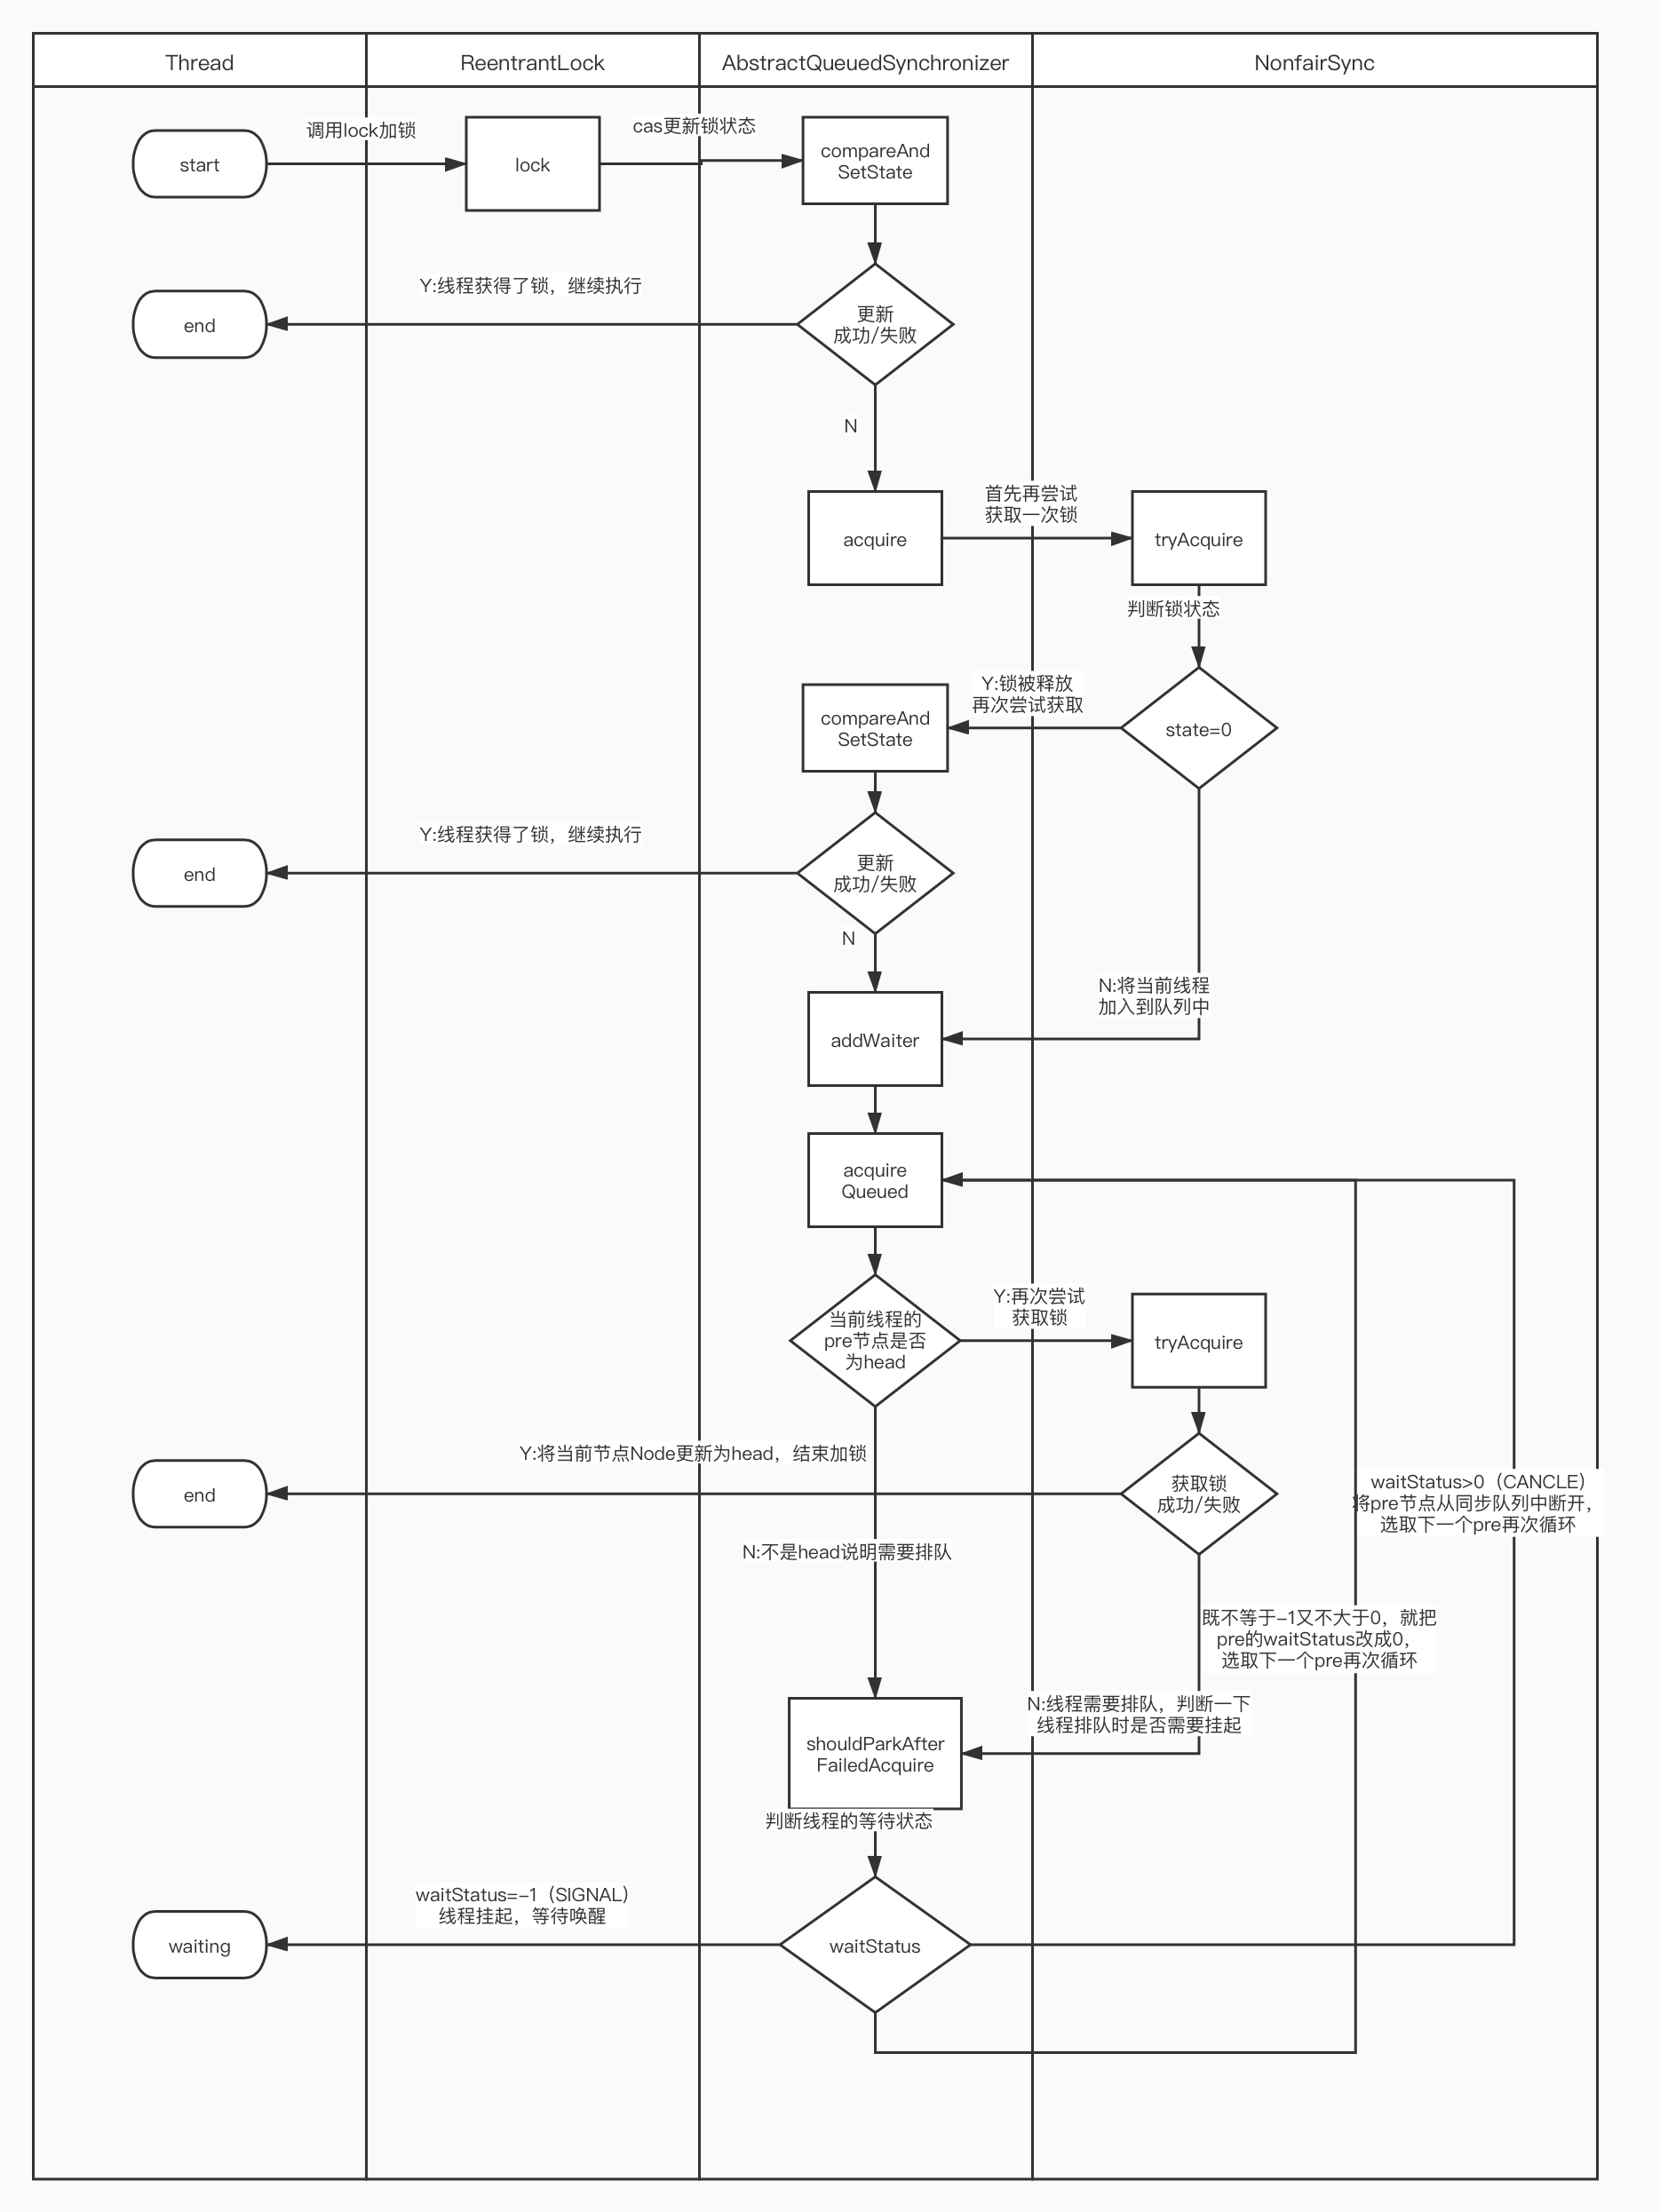 Thread
ReentrantLock
AbstractQueuedSynchronizer
NonfairSync
start
调用lock加锁
lock
cas更新锁状态
compareAnd
SetState
更新
成功/失败
Y:线程获得了锁，继续执行
end
N
acquire
首先再尝试
获取一次锁
tryAcquire
判断锁状态
state=0
Y:锁被释放
再次尝试获取
compareAnd
SetState
更新
成功/失败
Y:线程获得了锁，继续执行
end
N
N:将当前线程
加入到队列中
addWaiter
acquire
Queued
当前线程的
pre节点是否
为head
Y:再次尝试
获取锁
tryAcquire
获取锁
成功/失败
Y:将当前节点Node更新为head，结束加锁
end
waitStatus>0（CANCLE）
将pre节点从同步队列中断开，
选取下一个pre再次循环
N:不是head说明需要排队
既不等于-1又不大于0，就把
pre的waitStatus改成0，
选取下一个pre再次循环
N:线程需要排队，判断一下
线程排队时是否需要挂起
shouldParkAfter
FailedAcquire
判断线程的等待状态
waitStatus
waitStatus=-1（SIGNAL）
线程挂起，等待唤醒
waiting